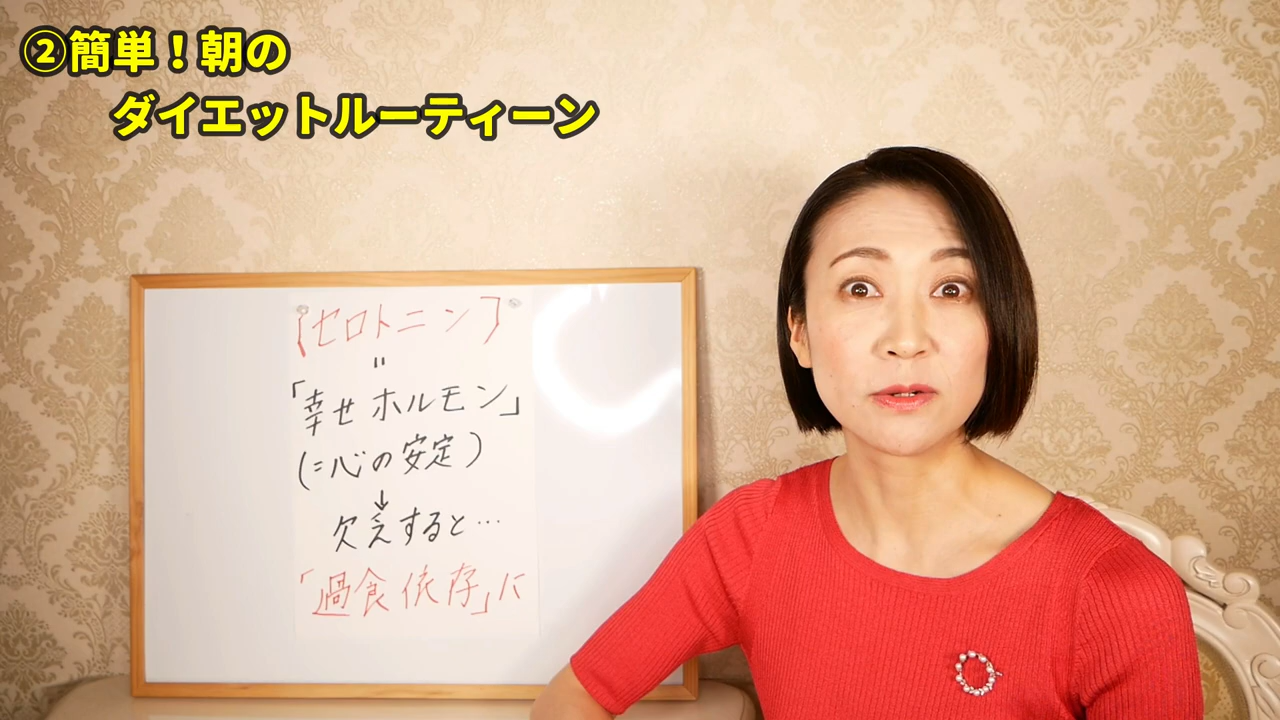 ②簡単！朝の
ダイエットルーティーン
〔セロトニン〕
=
「幸せホルモン」
(=心の安定)
↓
欠乏すると…
「過食依存」に